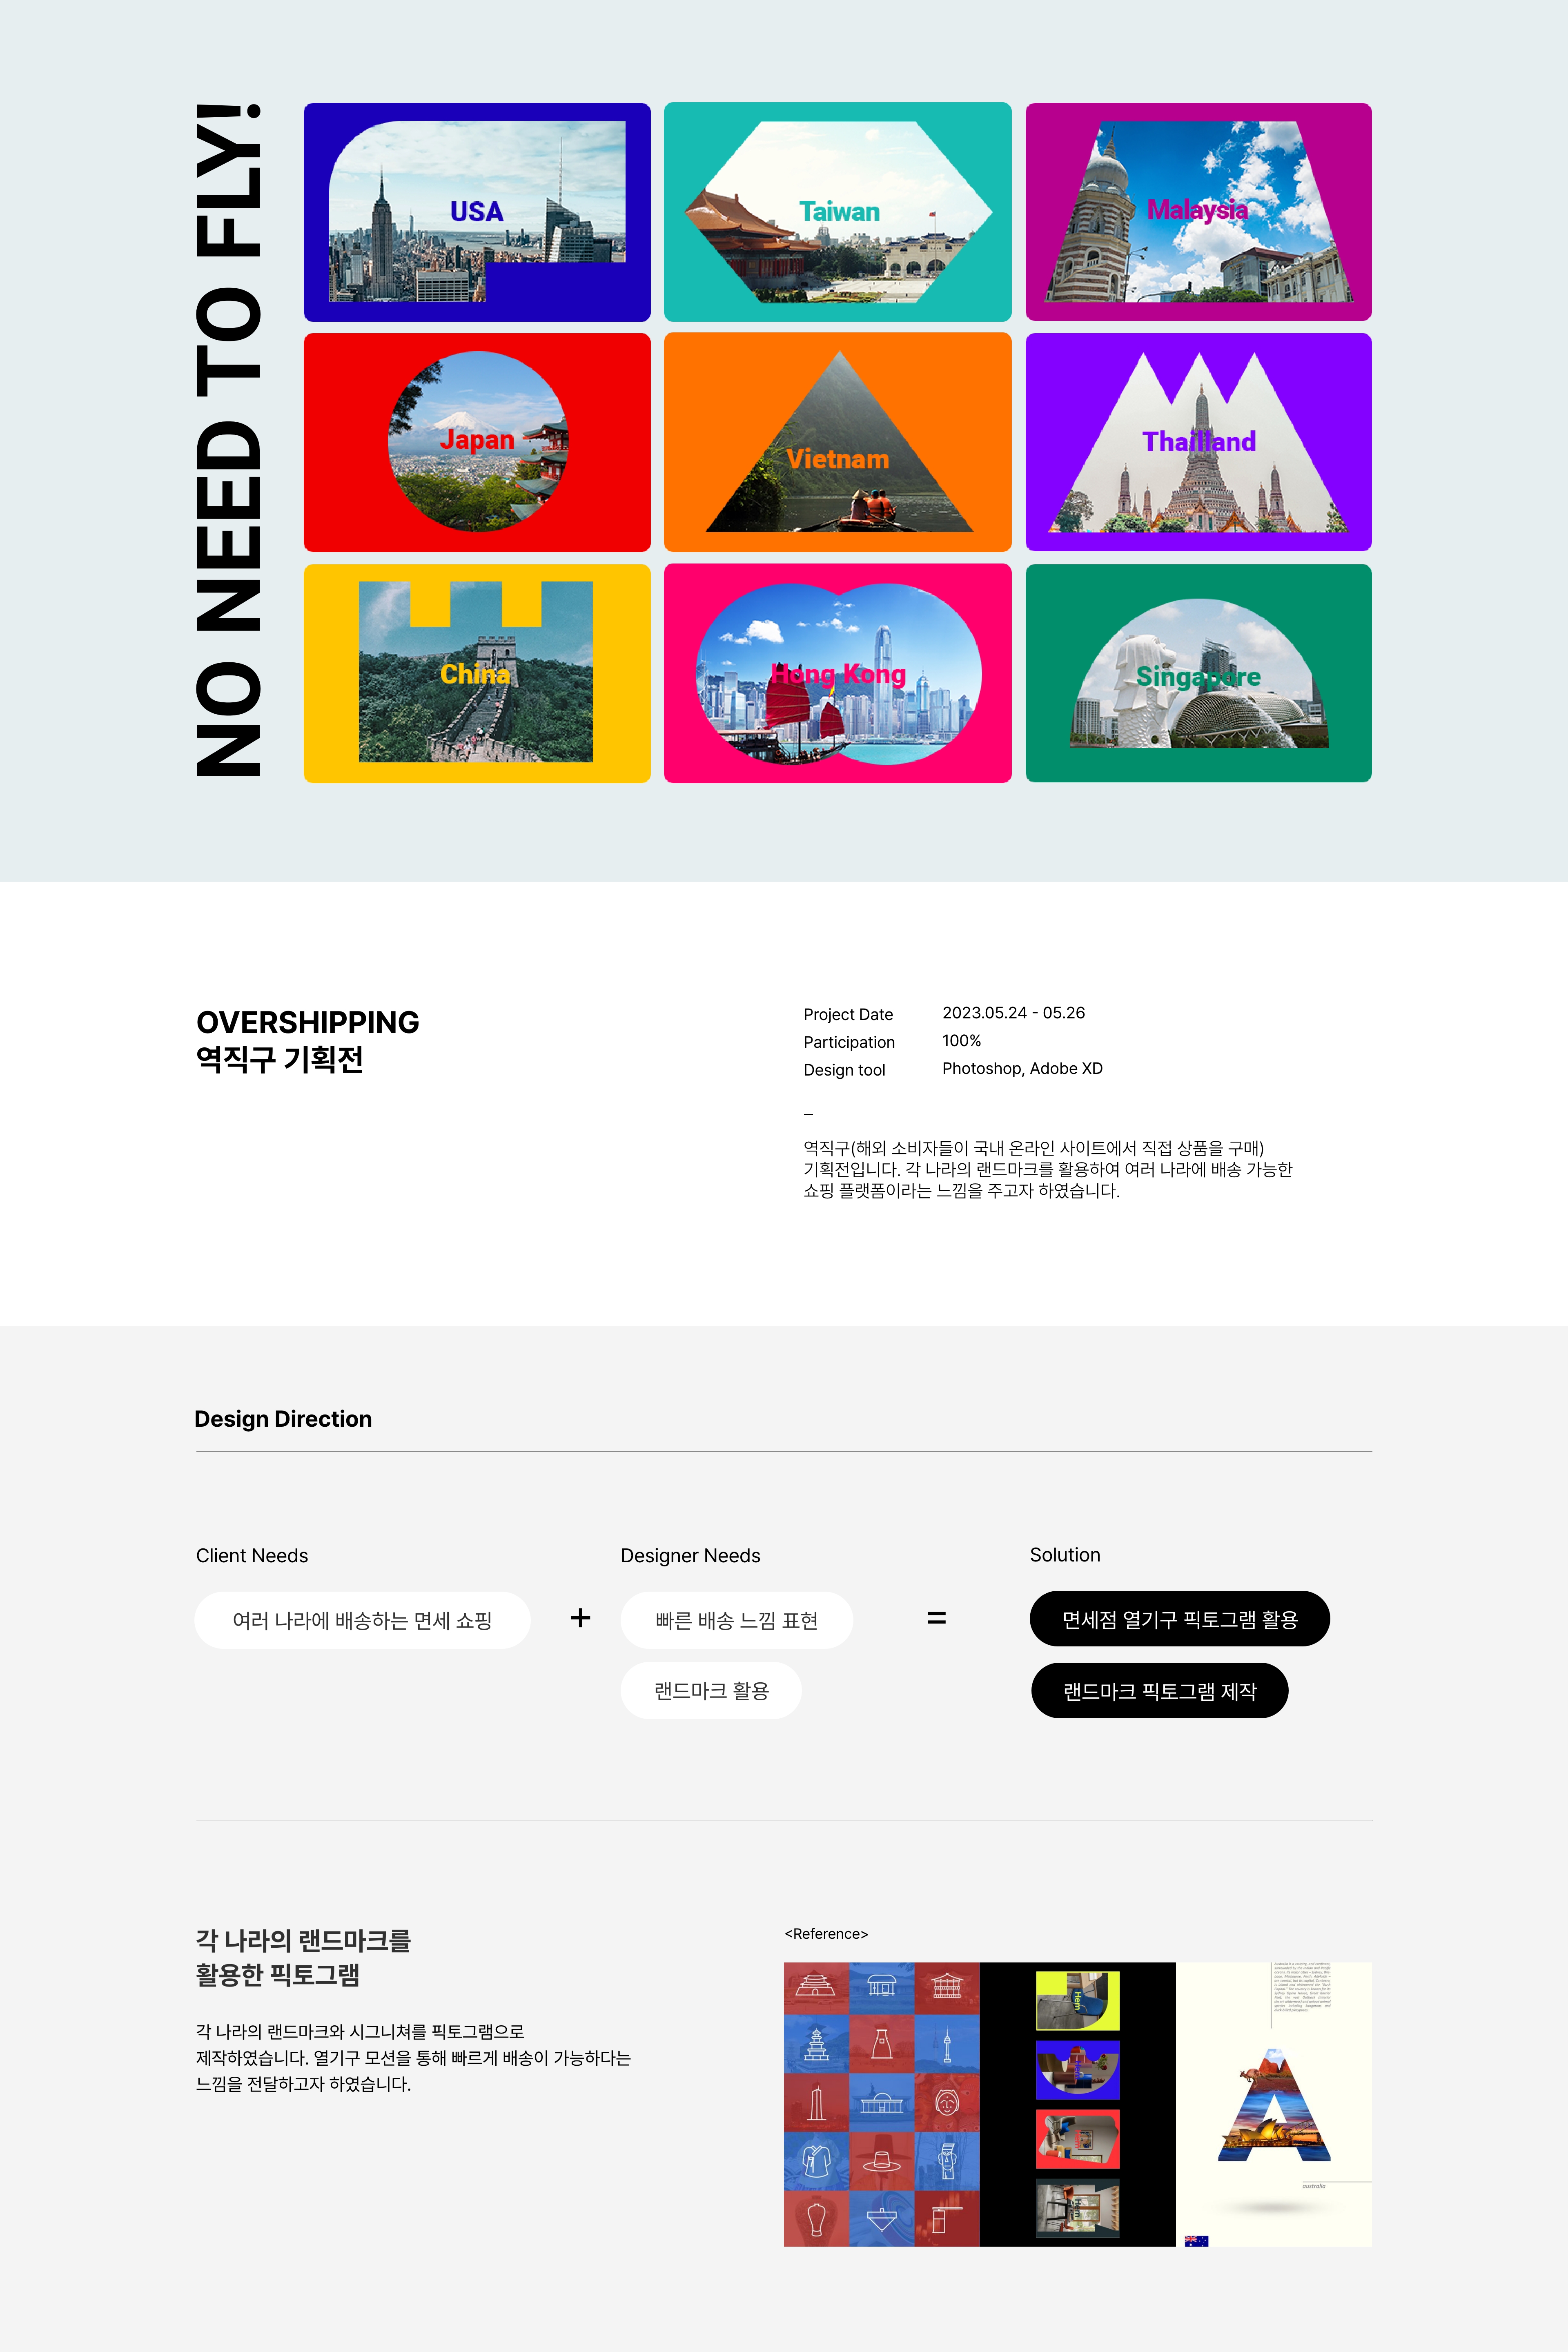 NO NEED TO FLY!
USA
Taiwan
Malaysia
Japan
Vietnam
Thailand
China
Hong Kong
Singapore
OVERSHIPPING
역직구 기획전
Project Date 2023.05.24 - 05.26
Participation 100%
Design tool Photoshop, Adobe XD
역직구(해외 소비자들이 국내 온라인 사이트에서 직접 상품을 구매)
기획전입니다. 각 나라의 랜드마크를 활용하여 여러 나라에 배송 가능한
쇼핑 플랫폼이라는 느낌을 주고자 하였습니다.
Design Direction
Client Needs
여러 나라에 배송하는 면세 쇼핑
+
Designer Needs
빠른 배송 느낌 표현
랜드마크 활용
=
Solution
면세점 열기구 픽토그램 활용
랜드마크 픽토그램 제작
각 나라의 랜드마크를
활용한 픽토그램
각 나라의 랜드마크와 시그니쳐를 픽토그램으로
제작하였습니다. 열기구 모션을 통해 빠르게 배송이 가능하다는
느낌을 전달하고자 하였습니다.
<Reference>
Hem
australia